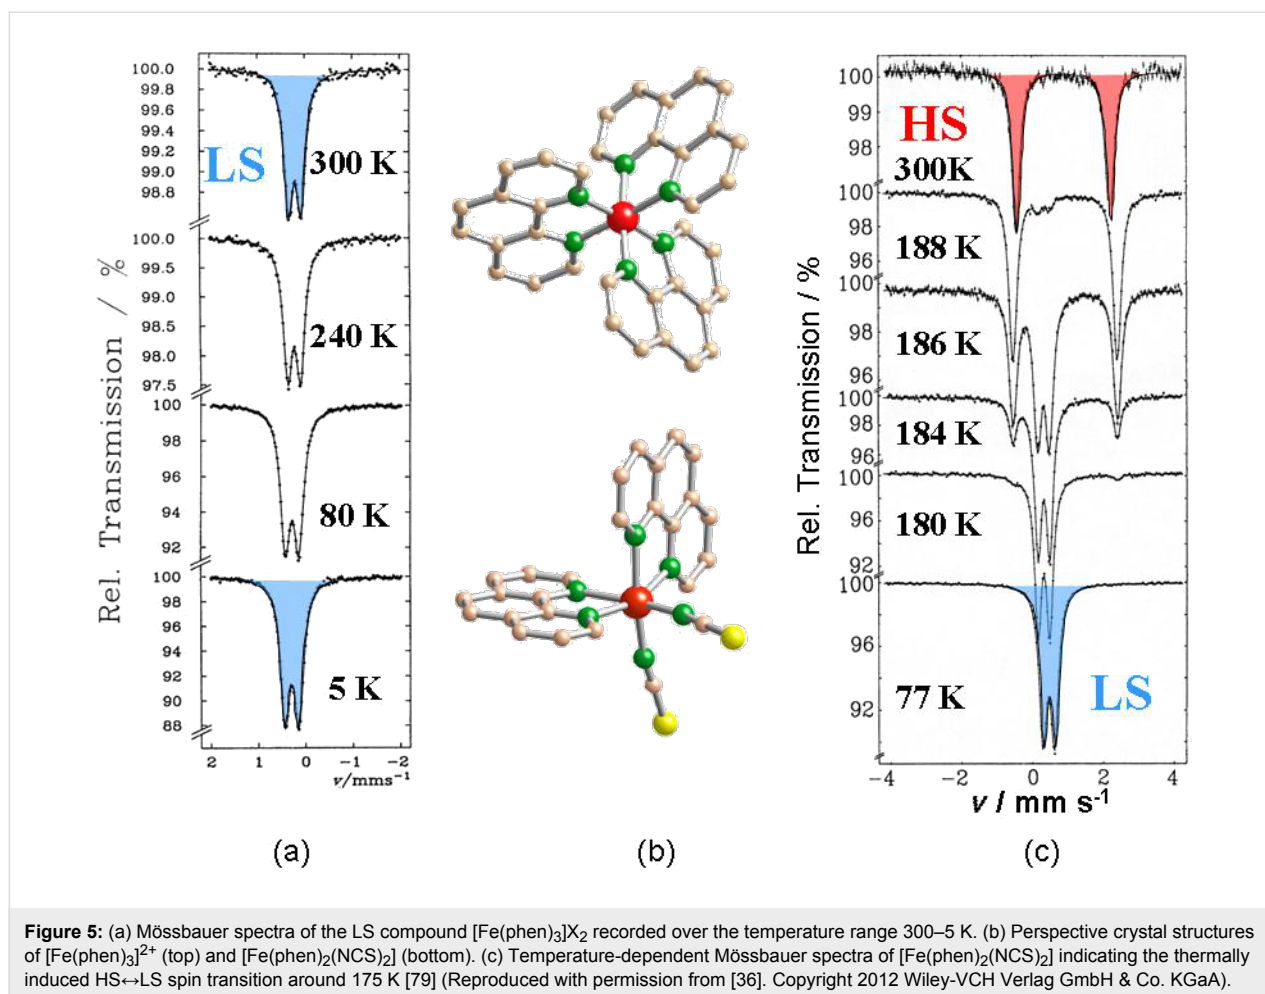 100.0
99.8
99.6
99.4
99.2
99.0
98.8
LS
300 K
100.0
99.5
99.0
98.5
98.0
97.5
240 K
100
98
96
94
92
80 K
100
98
96
94
92
90
88
5 K
Rel. Transmission / %
2 1 0 -1 -2
v/mms-1
(a)
(b)
100
99
98
HS
300K
100
98
96
188 K
100
98
96
186 K
100
98
96
184 K
100
96
92
180 K
100
96
92
77 K
LS
Rel. Transmission / %
-4 -2 0 2 4
v / mm s-1
(c)
Figure 5: (a) Mössbauer spectra of the LS compound [Fe(phen)3]X2 recorded over the temperature range 300–5 K. (b) Perspective crystal structures
of [Fe(phen)3]2+ (top) and [Fe(phen)2(NCS)2] (bottom). (c) Temperature-dependent Mössbauer spectra of [Fe(phen)2(NCS)2] indicating the thermally
induced HS↔LS spin transition around 175 K [79] (Reproduced with permission from [36]. Copyright 2012 Wiley-VCH Verlag GmbH & Co. KGaA).